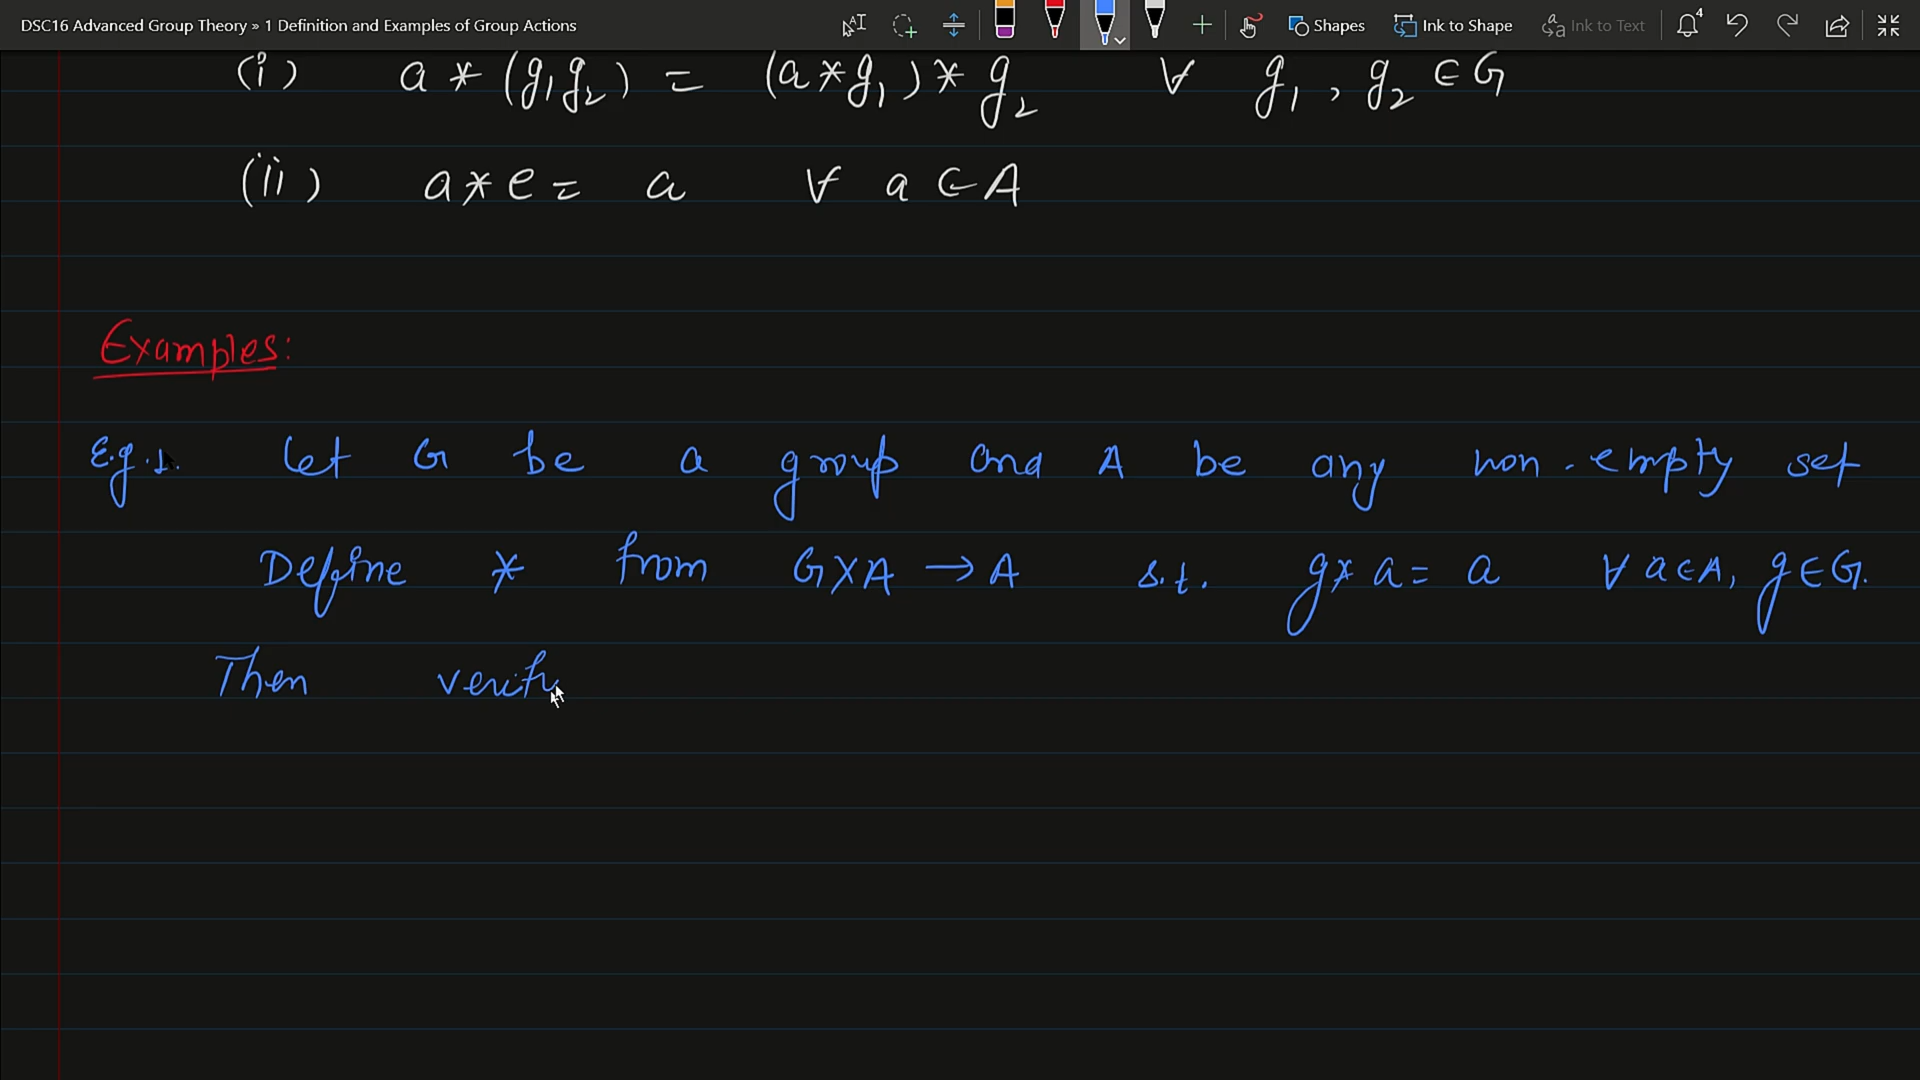 DSC16 Advanced Group Theory » 1 Definition and Examples of Group Actions Shapes Ink to Shape Ink to Text 4
(i) a * (g₁g₂) = (a * g₁) * g₂ ∀ g₁, g₂ ∈ G
(ii) a * e = a ∀ a ∈ A
Examples:
E.g.1. Let G be a group and A be any non-empty set
Define * from G×A → A s.t. g * a = a ∀ a ∈ A, g ∈ G.
Then verify